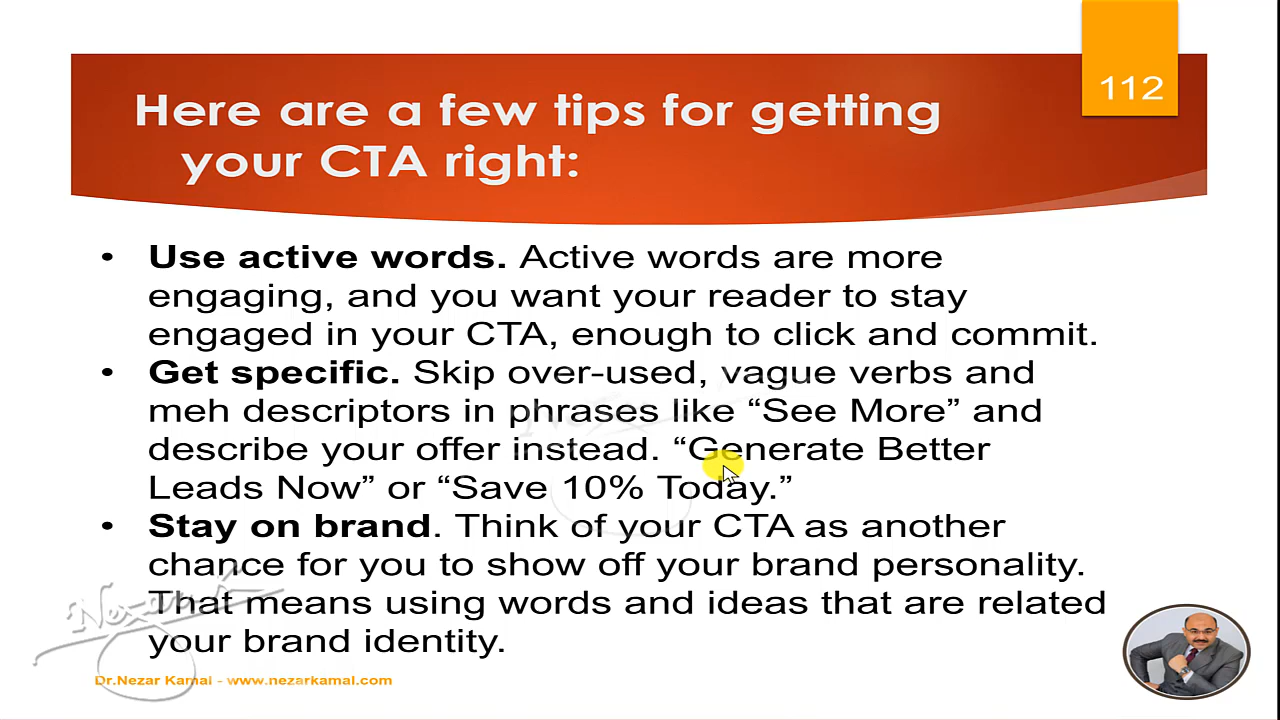 112
Here are a few tips for getting
your CTA right:
• Use active words. Active words are more
engaging, and you want your reader to stay
engaged in your CTA, enough to click and commit.
• Get specific. Skip over-used, vague verbs and
meh descriptors in phrases like “See More” and
describe your offer instead. “Generate Better
Leads Now” or “Save 10% Today.”
• Stay on brand. Think of your CTA as another
chance for you to show off your brand personality.
That means using words and ideas that are related
your brand identity.
Dr.Nezar Kamal - www.nezarkamal.com